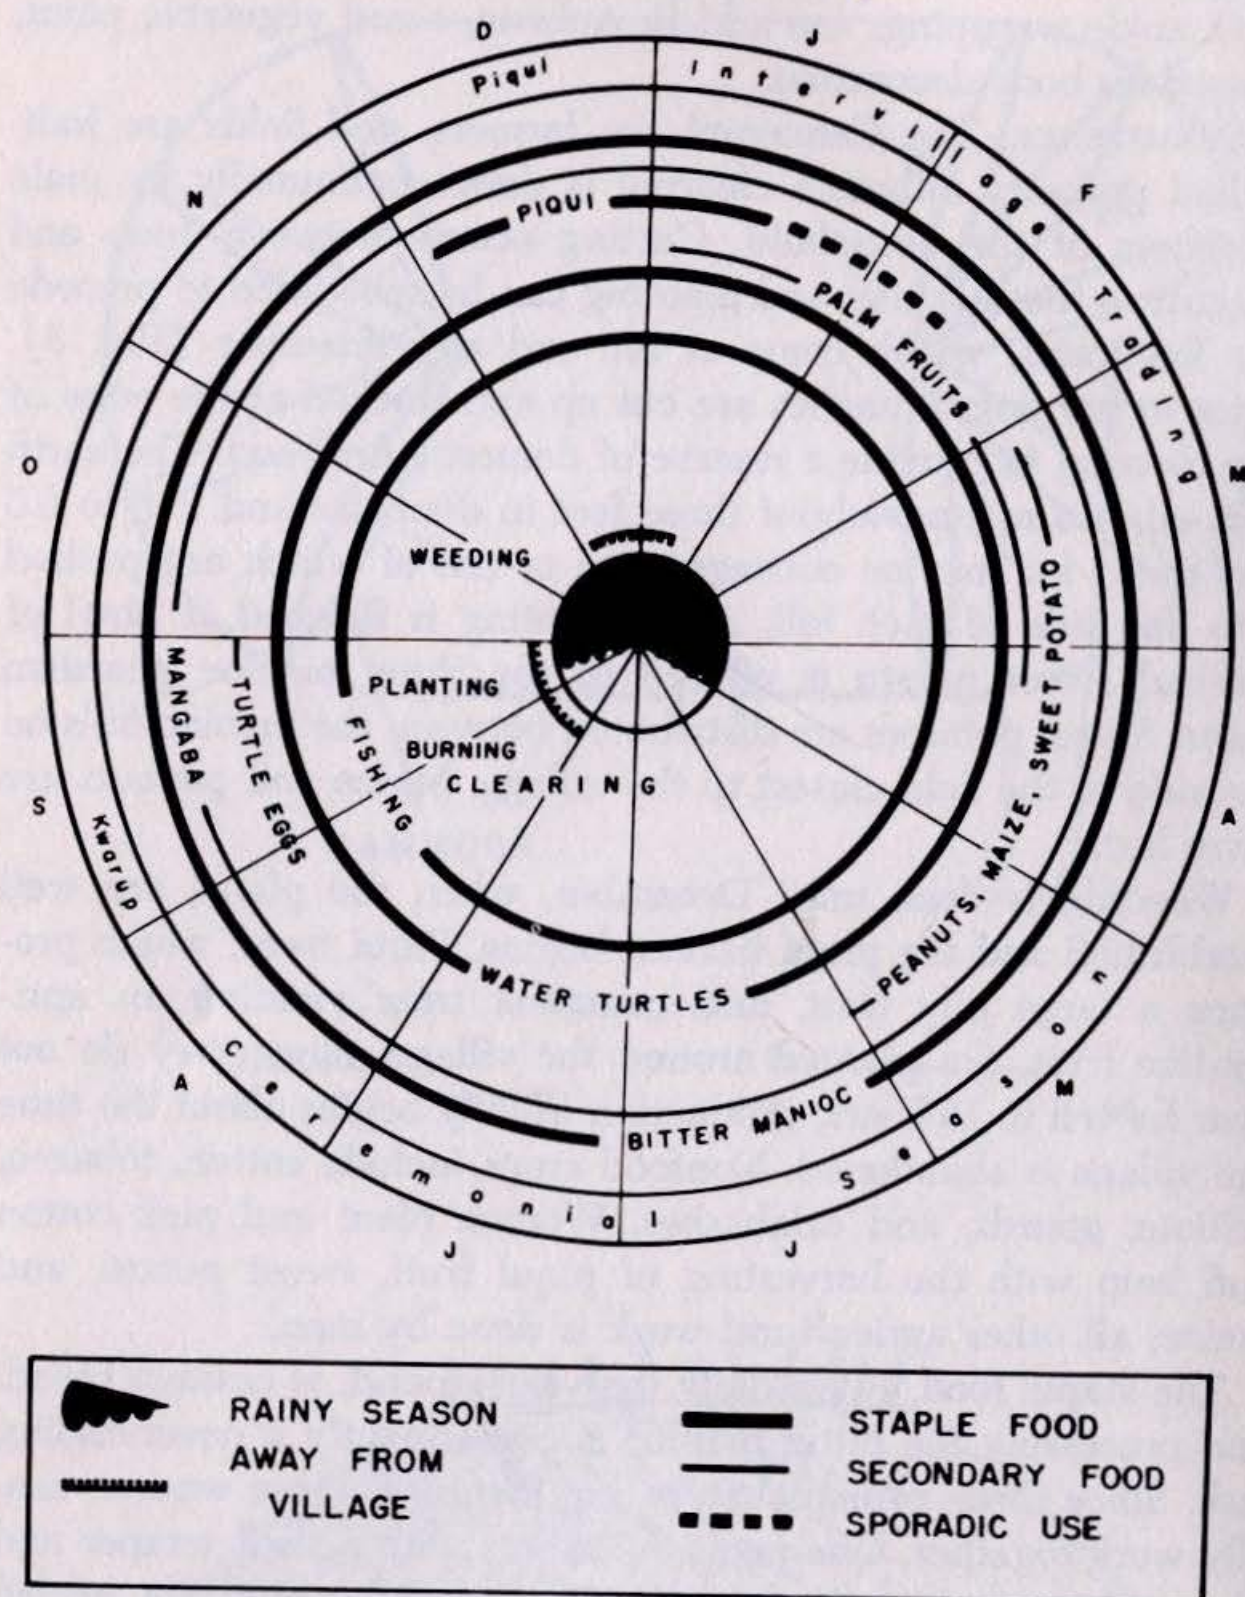 D
J
Piqui
Intervillage Trading
N
F
PIQUI
PALM FRUITS
O
M
WEEDING
PLANTING
BURNING
CLEARING
FISHING
MANGABA
TURTLE EGGS
PEANUTS, MAIZE, SWEET POTATO
S
A
Kwarup
WATER TURTLES
BITTER MANIOC
A
M
Ceremonial Season
J
J
RAINY SEASON
AWAY FROM
VILLAGE
STAPLE FOOD
SECONDARY FOOD
SPORADIC USE